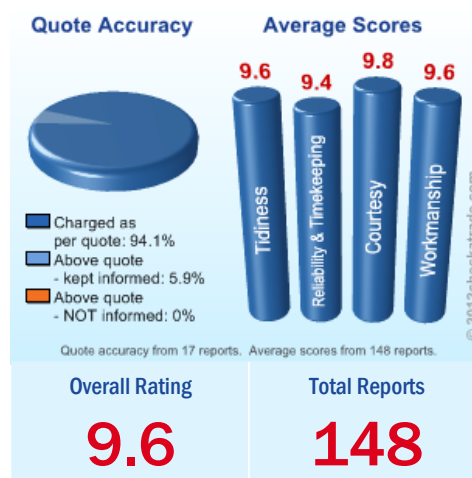 Quote Accuracy
Average Scores
9.6
9.4
9.8
9.6
Tidiness
Reliability & Timekeeping
Courtesy
Workmanship
Charged as
per quote: 94.1%
Above quote
- kept informed: 5.9%
Above quote
- NOT informed: 0%
© 2013checkatrade.com
Quote accuracy from 17 reports. Average scores from 148 reports.
Overall Rating
Total Reports
9.6
148